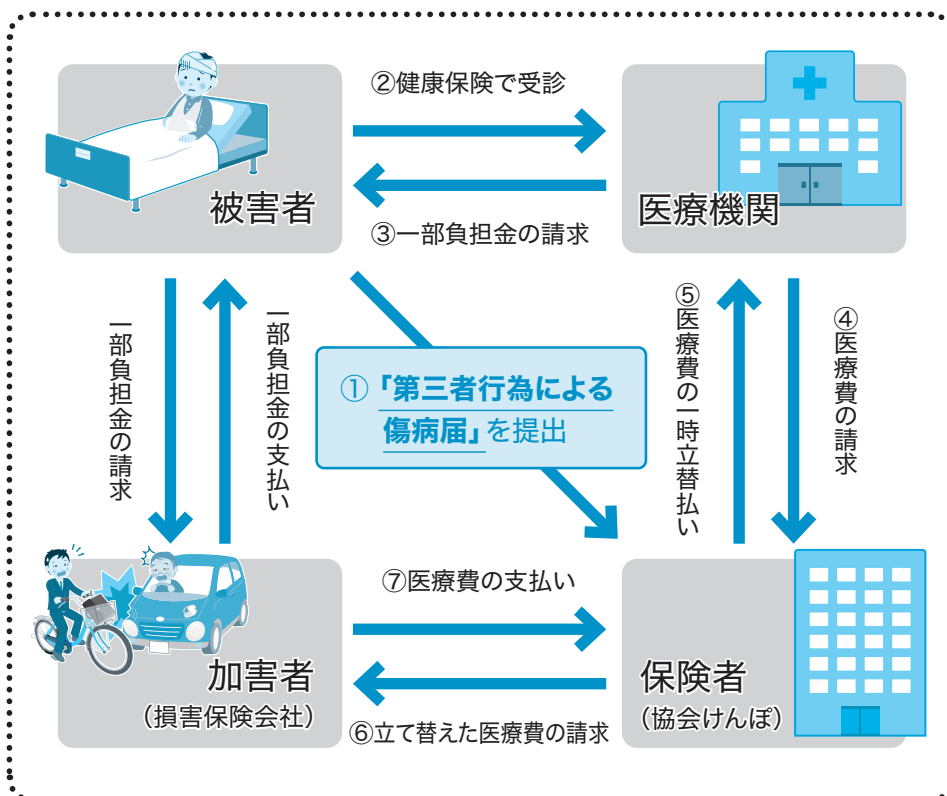 ②健康保険で受診
被害者
医療機関
③一部負担金の請求
一部負担金の請求
一部負担金の支払い
①「第三者行為による
傷病届」を提出
⑤医療費の一時立替払い
④医療費の請求
⑦医療費の支払い
加害者
（損害保険会社）
保険者
（協会けんぽ）
⑥立て替えた医療費の請求